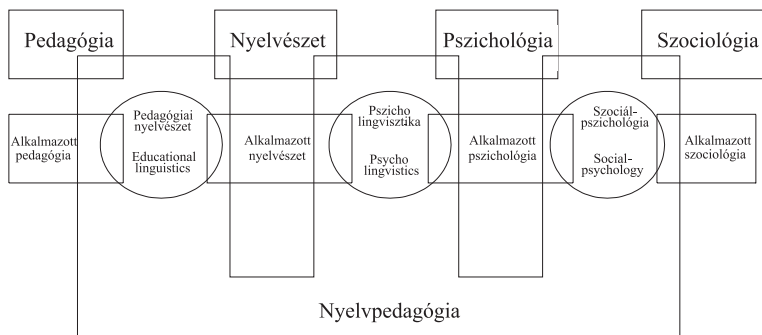 Pedagógia
Nyelvészet
Pszichológia
Szociológia
Alkalmazott
pedagógia
Pedagógiai
nyelvészet
Educational
linguistics
Alkalmazott
nyelvészet
Pszicho
lingvisztika
Psycho
lingvistics
Alkalmazott
pszichológia
Szociál-
pszichológia
Social-
psychology
Alkalmazott
szociológia
Nyelvpedagógia